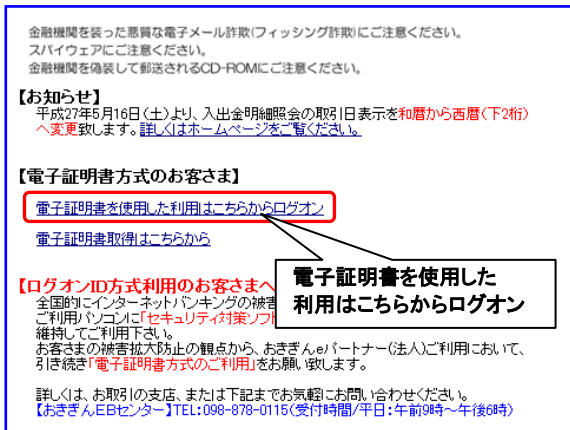 金融機関を装った悪質な電子メール詐欺(フィッシング詐欺)にご注意ください。
スパイウェアにご注意ください。
金融機関を偽装して郵送されるCD-ROMにご注意ください。
【お知らせ】
平成27年5月16日(土)より、入出金明細照会の取引日表示を和暦から西暦(下2桁)
へ変更致します。詳しくはホームページをご覧ください。
【電子証明書方式のお客さま】
電子証明書を使用した利用はこちらからログオン
電子証明書取得はこちらから
電子証明書を使用した
利用はこちらからログオン
【ログオンID方式利用のお客さまへ
全国的にインターネットバンキングの被害
ご利用パソコンに「セキュリティ対策ソフト
維持してご利用下さい。
お客さまの被害拡大防止の観点から、おきぎんeパートナー(法人)ご利用において、
引き続き「電子証明書方式のご利用」をお願い致します。
詳しくは、お取引の支店、または下記までお気軽にお問い合わせください。
【おきぎんEBセンター】TEL:098-878-0115(受付時間/平日:午前9時～午後6時)